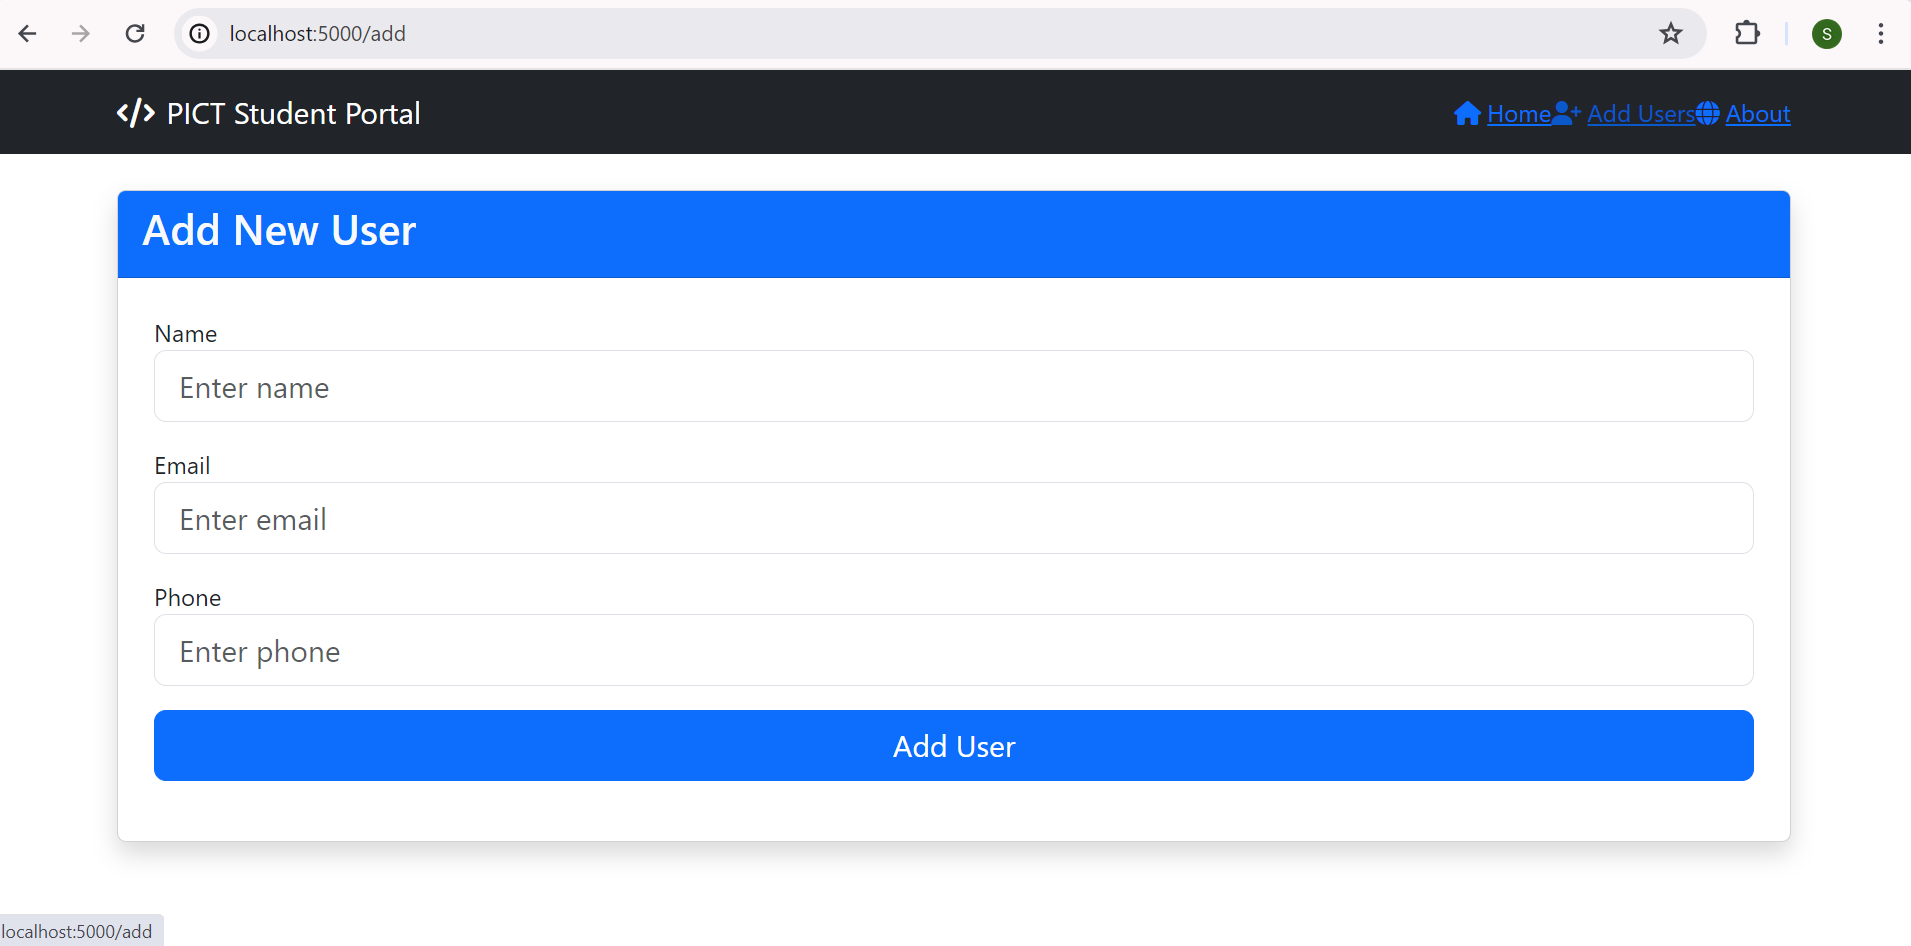 localhost:5000/add
S
</> PICT Student Portal
Home Add Users About
Add New User
Name
Enter name
Email
Enter email
Phone
Enter phone
Add User
localhost:5000/add